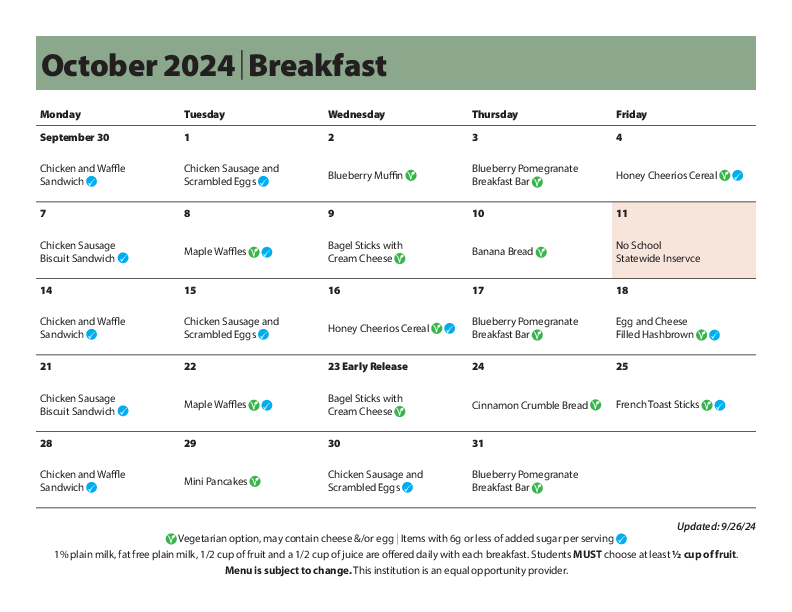 October 2024 | Breakfast
Monday Tuesday Wednesday Thursday Friday
September 30 1 2 3 4
Chicken and Waffle
Sandwich
Chicken Sausage and
Scrambled Eggs
Blueberry Muffin
Blueberry Pomegranate
Breakfast Bar
Honey Cheerios Cereal
7 8 9 10 11
Chicken Sausage
Biscuit Sandwich
Maple Waffles
Bagel Sticks with
Cream Cheese
Banana Bread
No School
Statewide Inservce
14 15 16 17 18
Chicken and Waffle
Sandwich
Chicken Sausage and
Scrambled Eggs
Honey Cheerios Cereal
Blueberry Pomegranate
Breakfast Bar
Egg and Cheese
Filled Hashbrown
21 22 23 Early Release 24 25
Chicken Sausage
Biscuit Sandwich
Maple Waffles
Bagel Sticks with
Cream Cheese
Cinnamon Crumble Bread
French Toast Sticks
28 29 30 31
Chicken and Waffle
Sandwich
Mini Pancakes
Chicken Sausage and
Scrambled Eggs
Blueberry Pomegranate
Breakfast Bar
Updated: 9/26/24
Vegetarian option, may contain cheese &/or egg | Items with 6g or less of added sugar per serving
1% plain milk, fat free plain milk, 1/2 cup of fruit and a 1/2 cup of juice are offered daily with each breakfast. Students MUST choose at least ½ cup of fruit.
Menu is subject to change. This institution is an equal opportunity provider.